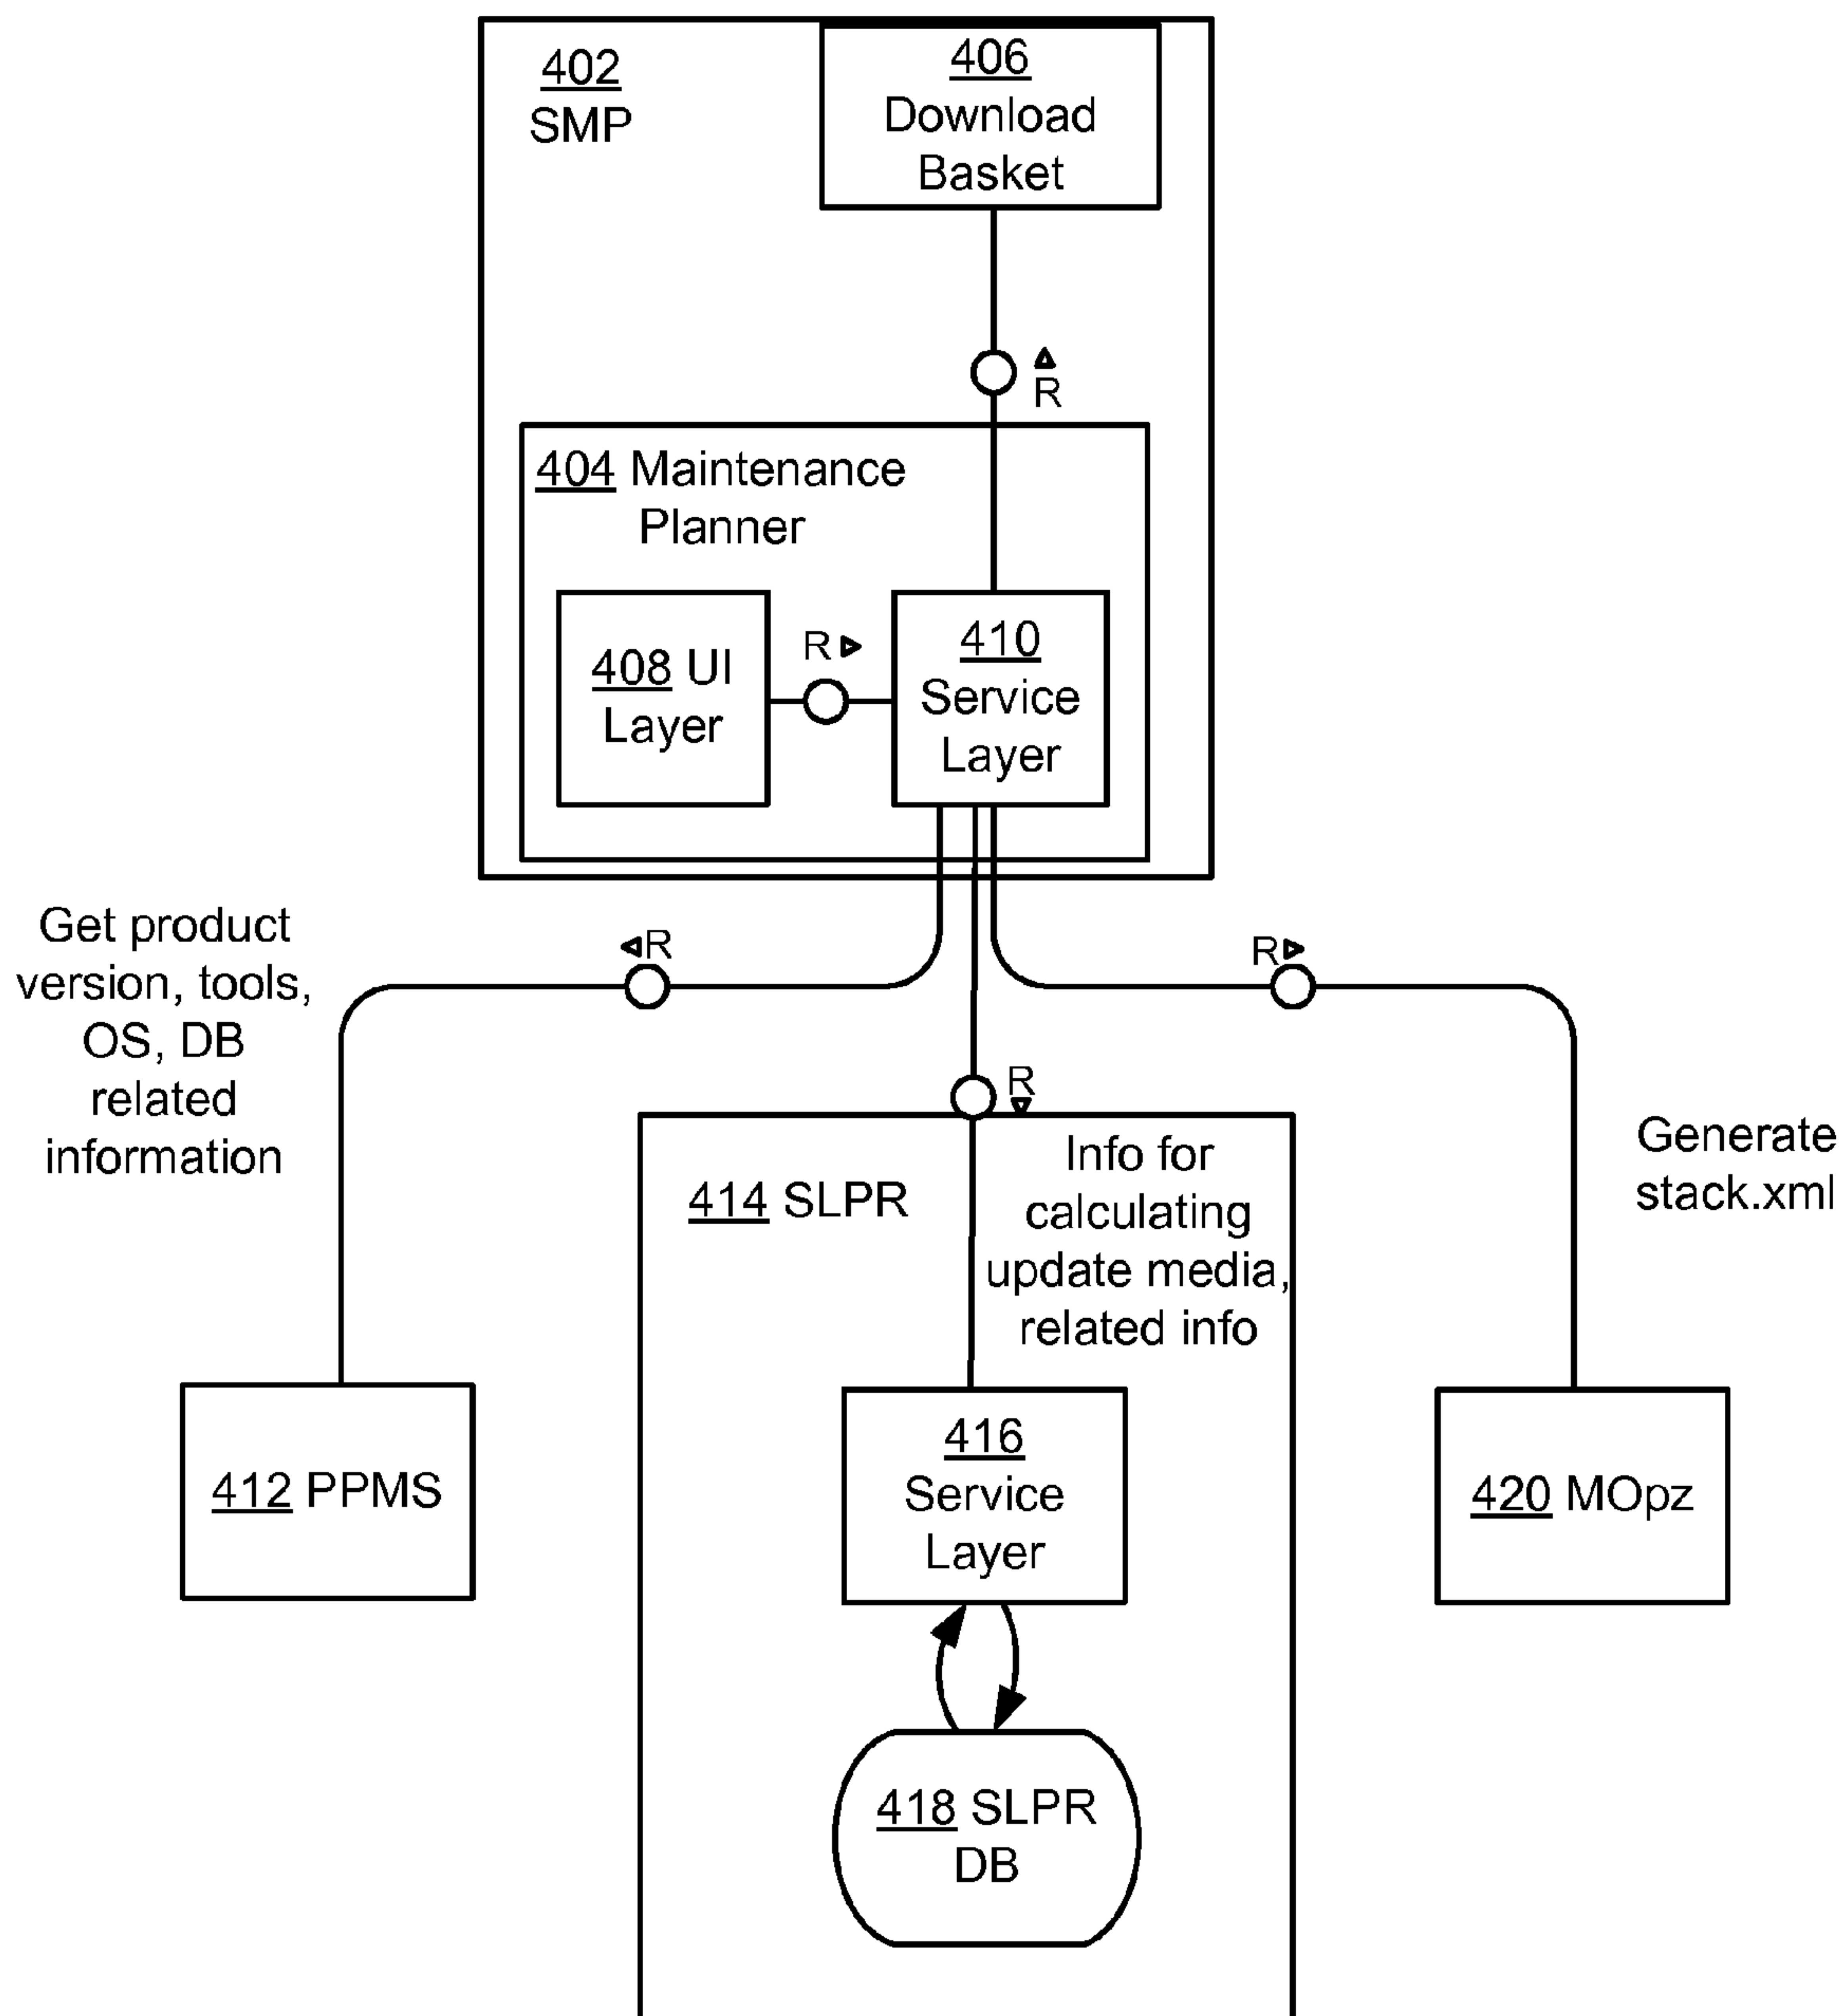 402
SMP
406
Download
Basket
R
404 Maintenance
Planner
408 UI
Layer
R
410
Service
Layer
Get product
version, tools,
OS, DB
related
information
R
R
R
414 SLPR
Info for
calculating
update media,
related info
Generate
stack.xml
412 PPMS
416
Service
Layer
420 MOpz
418 SLPR
DB